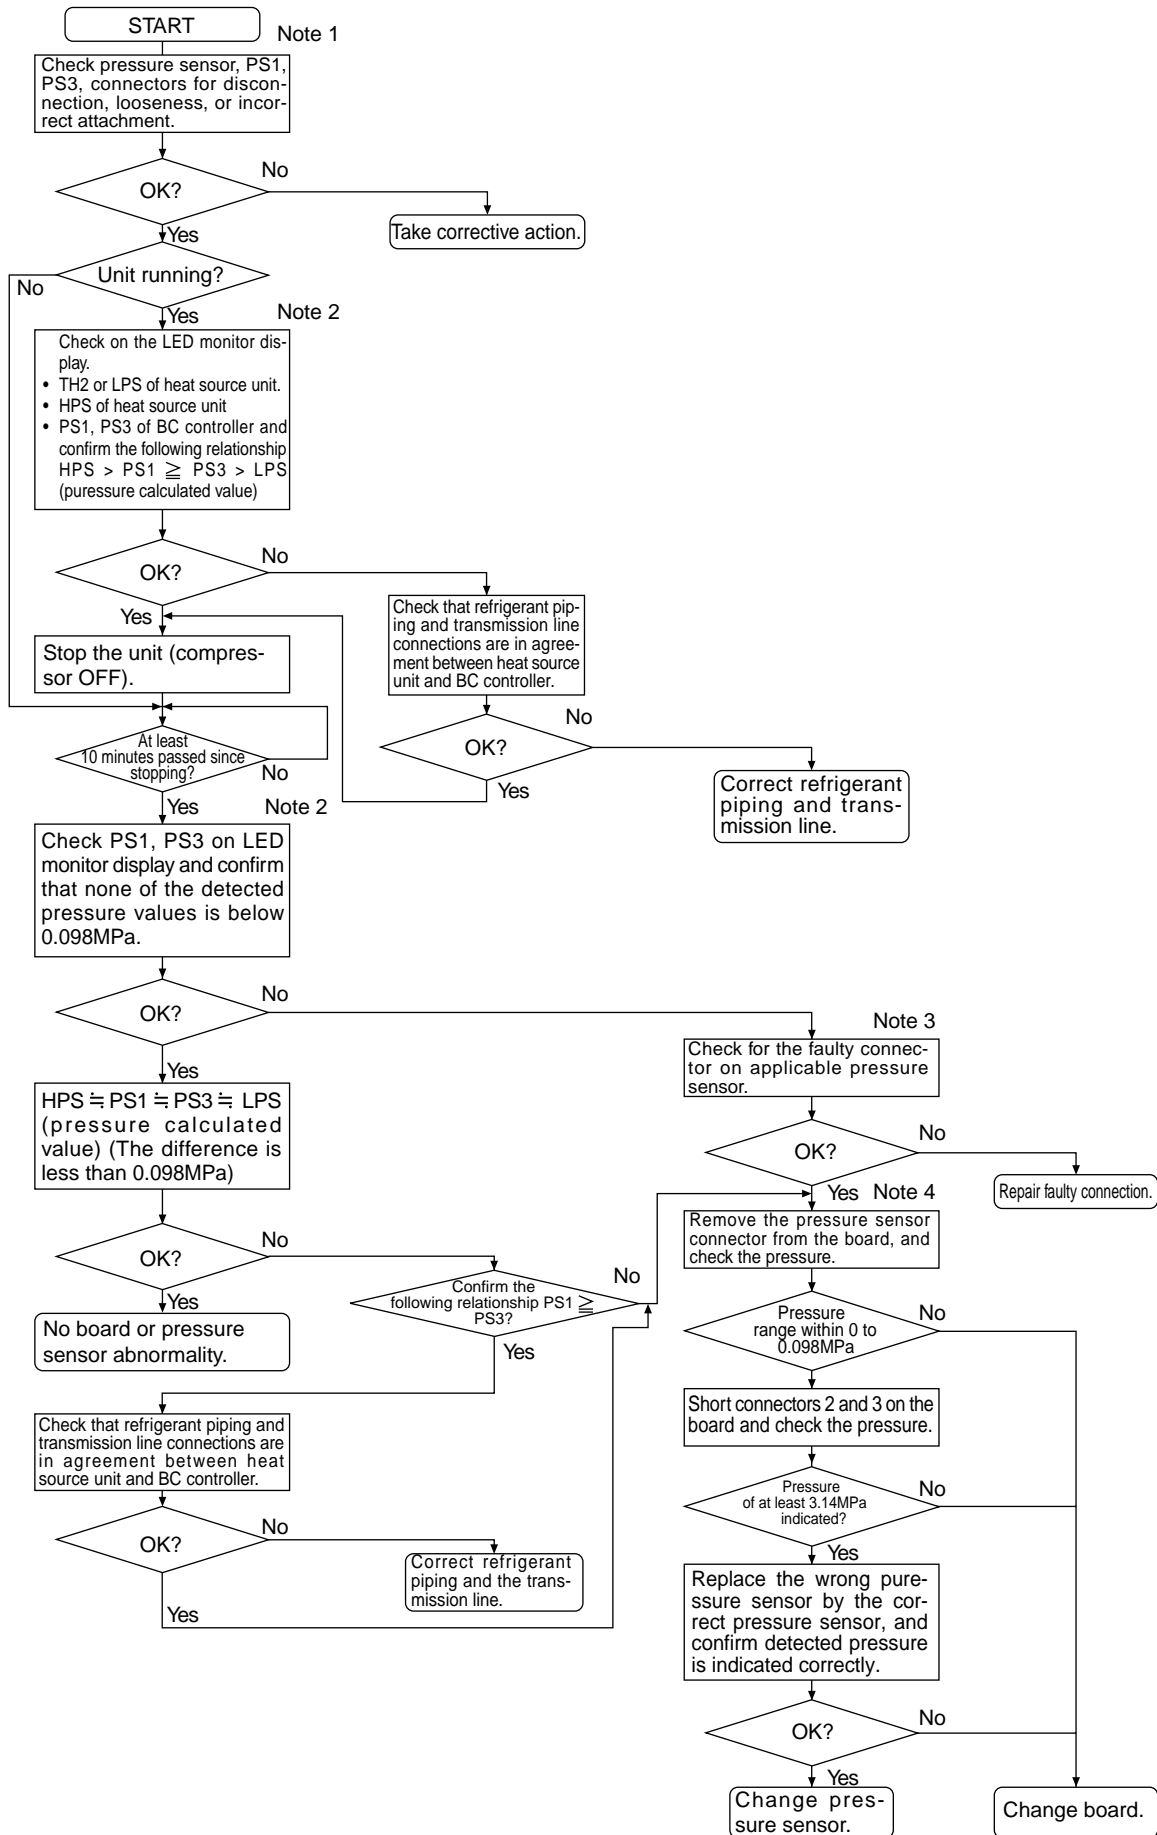 START
Note 1
Check pressure sensor, PS1,
PS3, connectors for discon-
nection, looseness, or incor-
rect attachment.
OK?
No
Take corrective action.
Yes
Unit running?
No
Yes
Note 2
Check on the LED monitor dis-
play.
• TH2 or LPS of heat source unit.
• HPS of heat source unit
• PS1, PS3 of BC controller and
confirm the following relationship
HPS > PS1 ≧ PS3 > LPS
(puressure calculated value)
OK?
No
Yes
Check that refrigerant pip-
ing and transmission line
connections are in agree-
ment between heat source
unit and BC controller.
Stop the unit (compres-
sor OFF).
OK?
No
Yes
Correct refrigerant
piping and trans-
mission line.
At least
10 minutes passed since
stopping?
No
Yes
Note 2
Check PS1, PS3 on LED
monitor display and confirm
that none of the detected
pressure values is below
0.098MPa.
OK?
No
Yes
Note 3
Check for the faulty connec-
tor on applicable pressure
sensor.
OK?
No
Repair faulty connection.
Yes
Note 4
HPS ≒ PS1 ≒ PS3 ≒ LPS
(pressure calculated
value) (The difference is
less than 0.098MPa)
OK?
No
Yes
No board or pressure
sensor abnormality.
Confirm the
following relationship PS1 ≧
PS3?
No
Yes
Check that refrigerant piping and
transmission line connections are
in agreement between heat
source unit and BC controller.
OK?
No
Correct refrigerant
piping and the trans-
mission line.
Yes
Remove the pressure sensor
connector from the board, and
check the pressure.
Pressure
range within 0 to
0.098MPa
No
Short connectors 2 and 3 on the
board and check the pressure.
Pressure
of at least 3.14MPa
indicated?
No
Yes
Replace the wrong pure-
ssure sensor by the cor-
rect pressure sensor, and
confirm detected pressure
is indicated correctly.
OK?
No
Yes
Change pres-
sure sensor.
Change board.